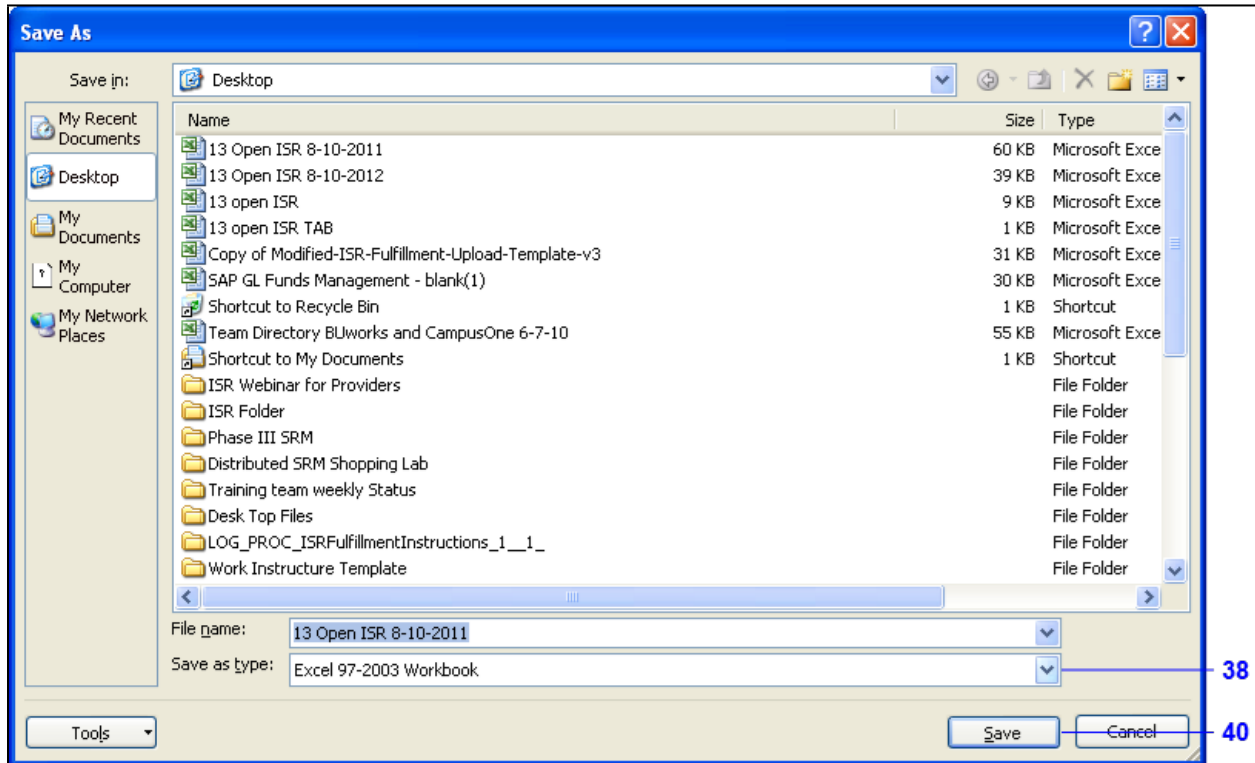 Save As
Save in:
Desktop
My Recent
Documents
Desktop
My
Documents
My
Computer
My Network
Places
Name Size Type
13 Open ISR 8-10-2011 60 KB Microsoft Exce
13 Open ISR 8-10-2012 39 KB Microsoft Exce
13 open ISR 9 KB Microsoft Exce
13 open ISR TAB 1 KB Microsoft Exce
Copy of Modified-ISR-Fulfillment-Upload-Template-v3 31 KB Microsoft Exce
SAP GL Funds Management - blank(1) 30 KB Microsoft Exce
Shortcut to Recycle Bin 1 KB Shortcut
Team Directory BUworks and CampusOne 6-7-10 55 KB Microsoft Exce
Shortcut to My Documents 1 KB Shortcut
ISR Webinar for Providers File Folder
ISR Folder File Folder
Phase III SRM File Folder
Distributed SRM Shopping Lab File Folder
Training team weekly Status File Folder
Desk Top Files File Folder
LOG_PROC_ISRFulfillmentInstructions_1__1_ File Folder
Work Instructure Template File Folder
File name: 13 Open ISR 8-10-2011
Save as type: Excel 97-2003 Workbook
38
Tools Save Cancel
40